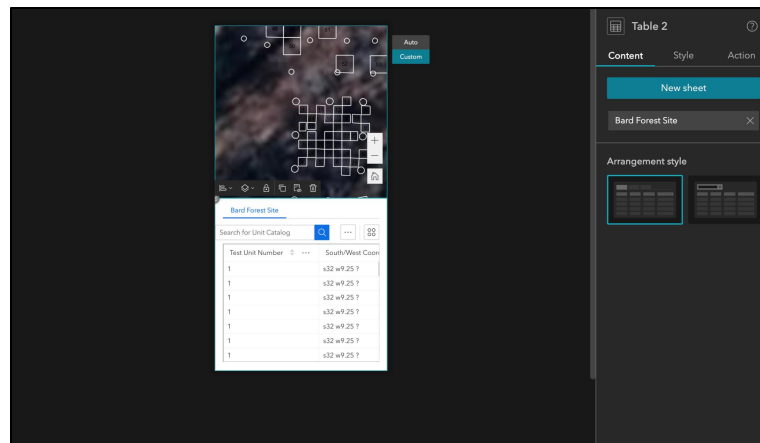 Auto
Custom
Bard Forest Site
Search for Unit Catalog
Test Unit Number
South/West Coor
1
s32 w9.25 ?
1
s32 w9.25 ?
1
s32 w9.25 ?
1
s32 w9.25 ?
1
s32 w9.25 ?
1
s32 w9.25 ?
1
s32 w9.25 ?
Table 2
Content
Style
Action
New sheet
Bard Forest Site
Arrangement style